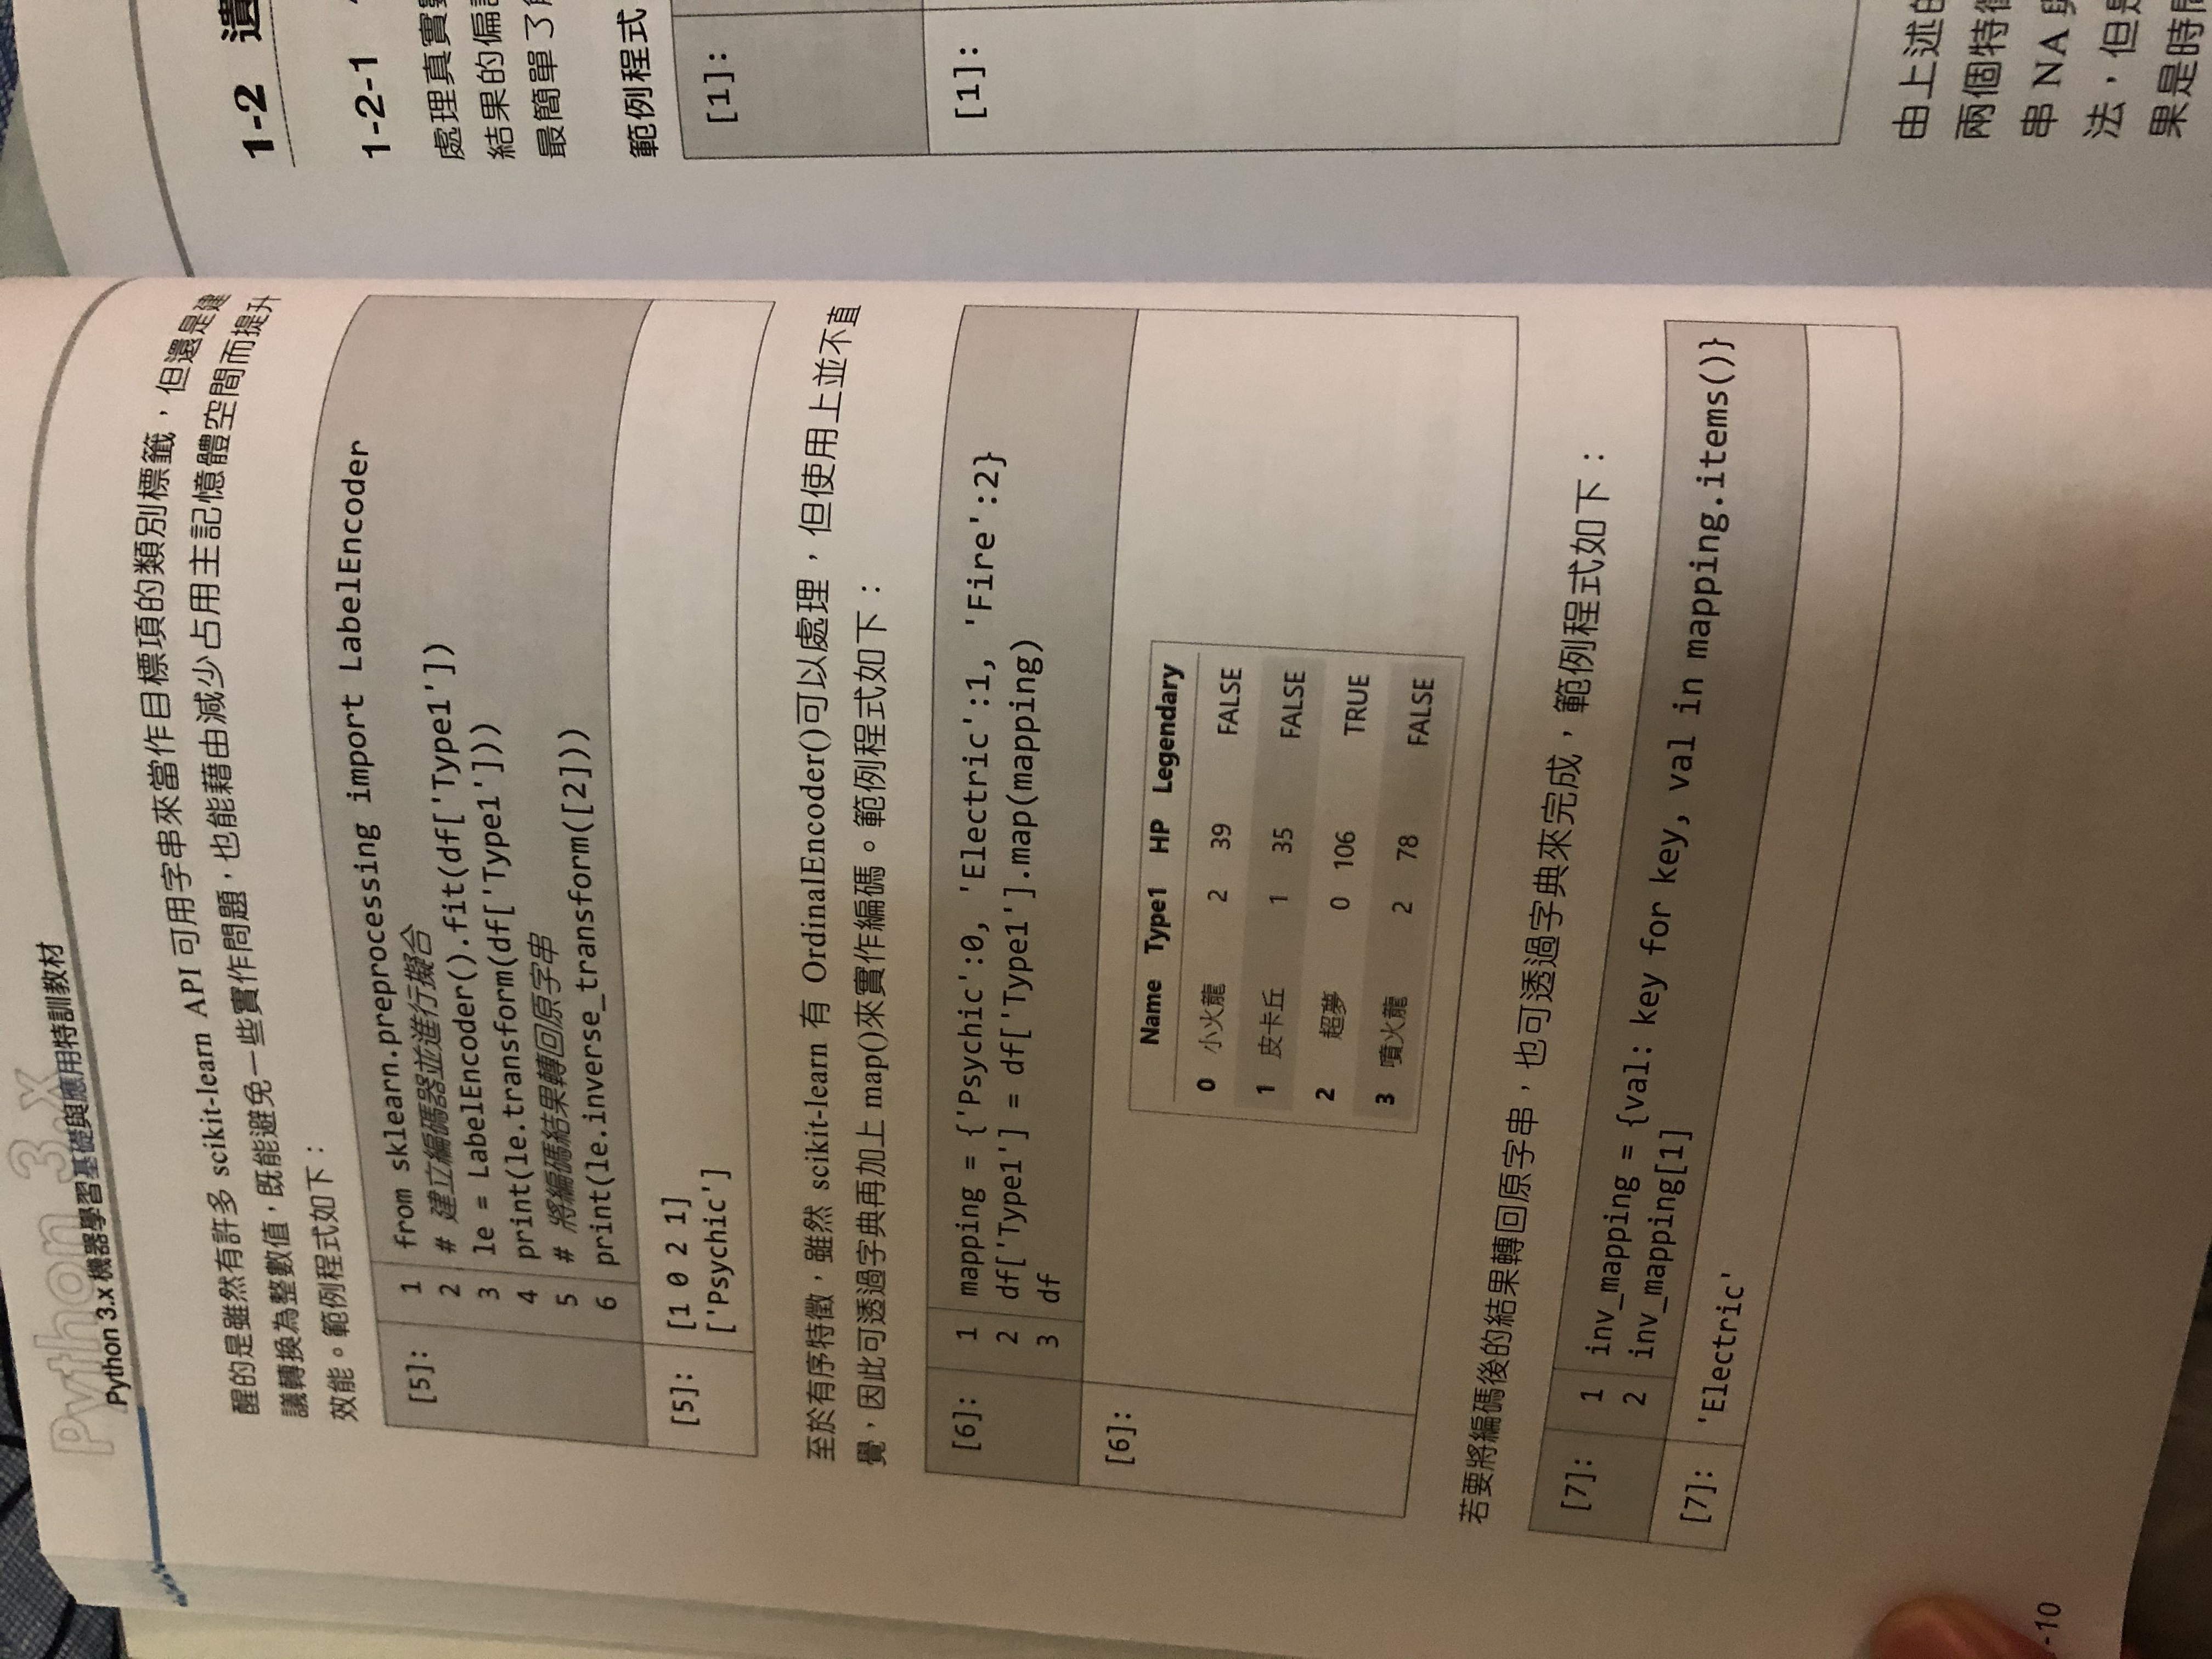 Python 3.x
Python 3.x 機器學習基礎與應用特訓教材
醒的是雖然有許多 scikit-learn API 可用字串來當作目標項的類別標籤，但還是建
議轉換為整數值，既能避免一些實作問題，也能藉由減少占用主記憶體空間而提升
效能。範例程式如下：
[5]: 1 from sklearn.preprocessing import LabelEncoder
2 # 建立編碼器並進行擬合
3 le = LabelEncoder().fit(df['Type1'])
4 print(le.transform(df['Type1']))
5 # 將編碼結果轉回原字串
6 print(le.inverse_transform([2]))
[5]: [1 0 2 1]
['Psychic']
至於有序特徵，雖然 scikit-learn 有 OrdinalEncoder()可以處理，但使用上並不直
覺，因此可透過字典再加上 map()來實作編碼。範例程式如下：
[6]: 1 mapping = {'Psychic':0, 'Electric':1, 'Fire':2}
2 df['Type1'] = df['Type1'].map(mapping)
3 df
[6]:
Name Type1 HP Legendary
0 小火龍 2 39 FALSE
1 皮卡丘 1 35 FALSE
2 超夢 0 106 TRUE
3 噴火龍 2 78 FALSE
若要將編碼後的結果轉回原字串，也可透過字典來完成，範例程式如下：
[7]: 1 inv_mapping = {val: key for key, val in mapping.items()}
2 inv_mapping[1]
[7]: 'Electric'
-10
1-2 遺
1-2-1
處理真實
結果的偏
最簡單了
範例程式
[1]:
[1]:
由上述的
兩個特徵
串 NA 與
法，但是
果是時間